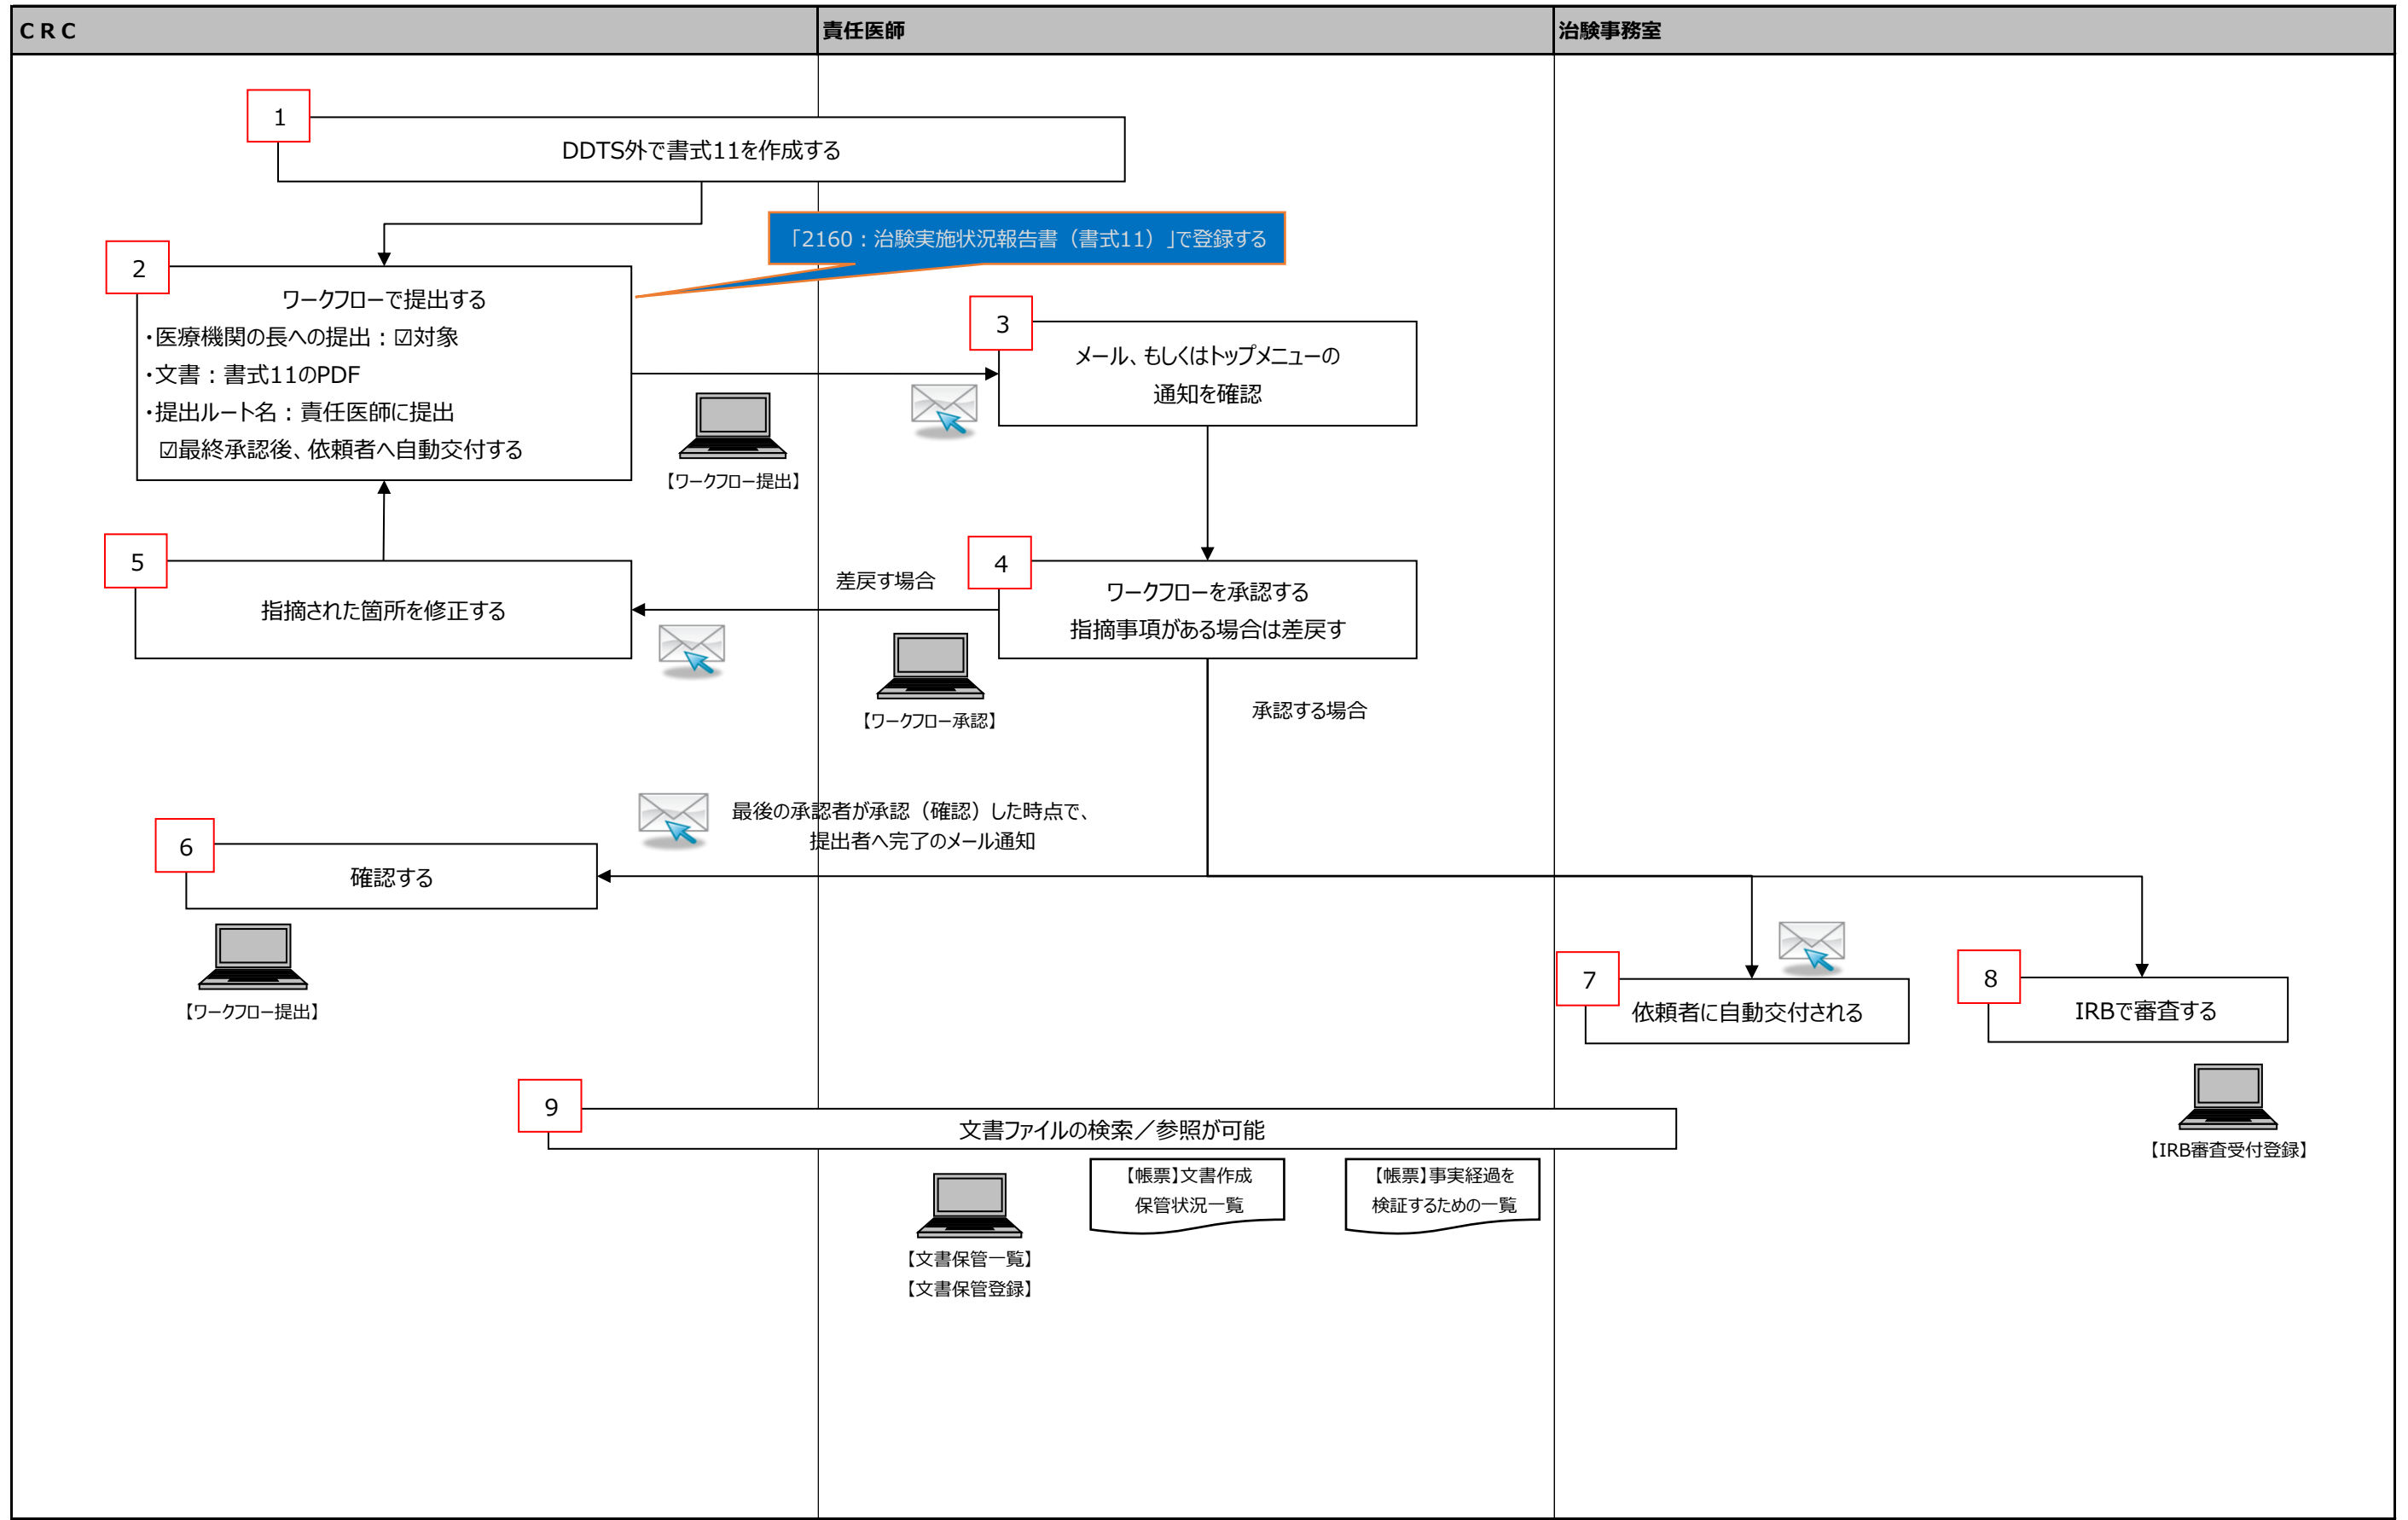 ＣＲＣ
責任医師
治験事務室
1
DDTS外で書式11を作成する
「2160：治験実施状況報告書（書式11）」で登録する
2
ワークフローで提出する
・医療機関の長への提出：☑対象
・文書：書式11のPDF
・提出ルート名：責任医師に提出
☑最終承認後、依頼者へ自動交付する
【ワークフロー提出】
3
メール、もしくはトップメニューの
通知を確認
4
ワークフローを承認する
指摘事項がある場合は差戻す
差戻す場合
5
指摘された箇所を修正する
【ワークフロー承認】
承認する場合
最後の承認者が承認（確認）した時点で、
提出者へ完了のメール通知
6
確認する
【ワークフロー提出】
7
依頼者に自動交付される
8
IRBで審査する
【IRB審査受付登録】
9
文書ファイルの検索／参照が可能
【文書保管一覧】
【文書保管登録】
【帳票】文書作成
保管状況一覧
【帳票】事実経過を
検証するための一覧